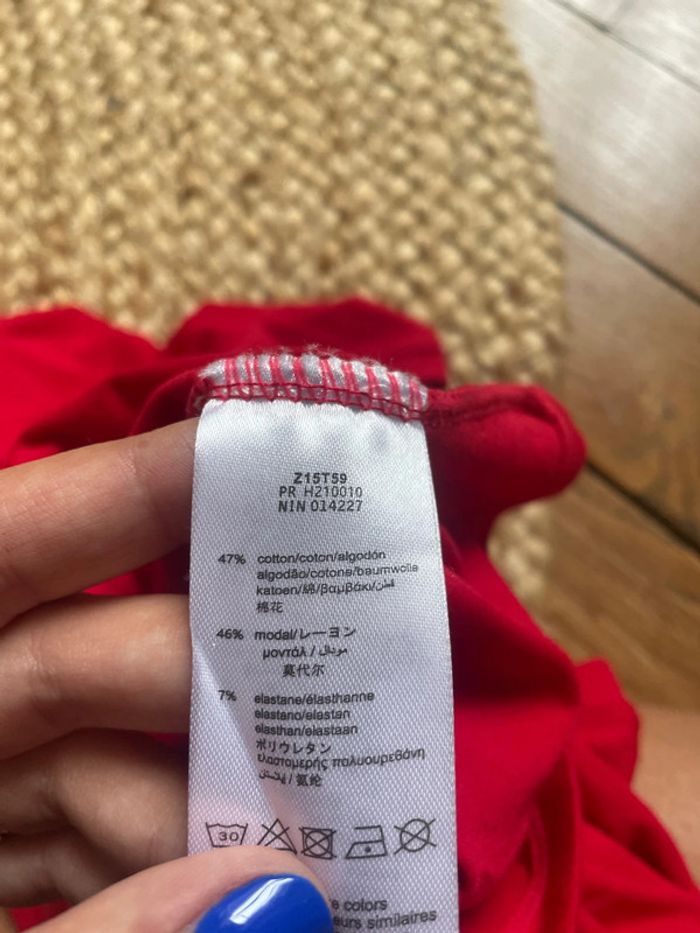 Z15T59
PR H210010
NIN 014227
47% cotton/coton/algodón
algodão/cotone/baumwolle
katoen/綿/βαμβάκι/قطن
棉花
46% modal/レーヨン
μοντάλ / مودال
莫代尔
7% elastane/élasthanne
elastano/elastan
elasthan/elastaan
ポリウレタン
ελαστομερής πολυουρεθάνη
/氨纶
30
colors
similaires